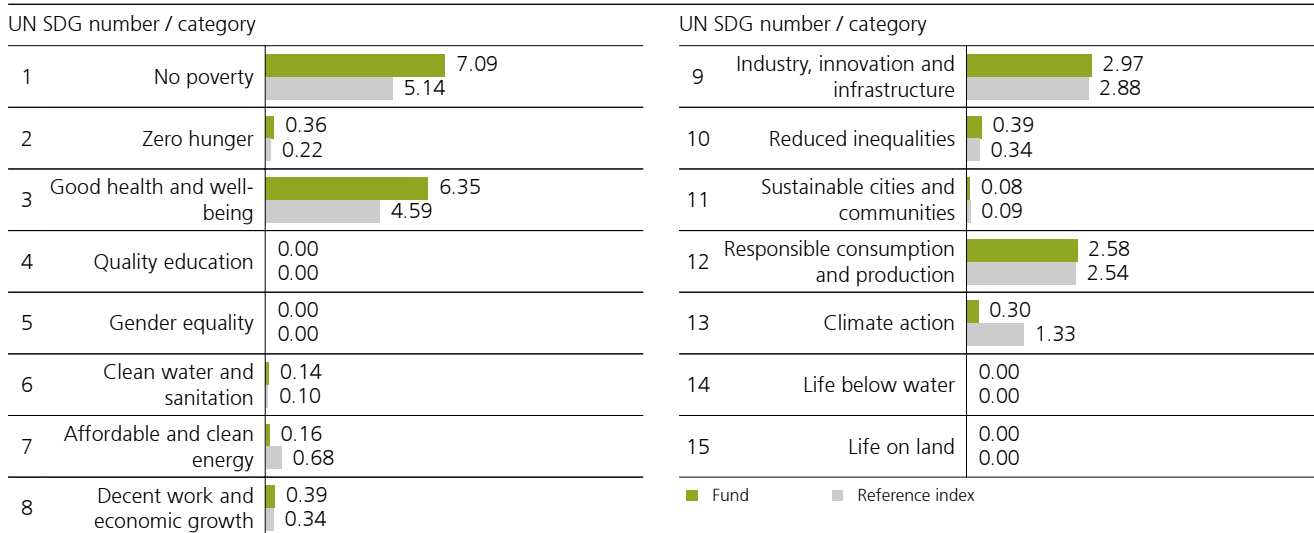 UN SDG number / category
1
No poverty
7.09
5.14
2
Zero hunger
0.36
0.22
3
Good health and well-
being
6.35
4.59
4
Quality education
0.00
0.00
5
Gender equality
0.00
0.00
6
Clean water and
sanitation
0.14
0.10
7
Affordable and clean
energy
0.16
0.68
8
Decent work and
economic growth
0.39
0.34
UN SDG number / category
9
Industry, innovation and
infrastructure
2.97
2.88
10
Reduced inequalities
0.39
0.34
11
Sustainable cities and
communities
0.08
0.09
12
Responsible consumption
and production
2.58
2.54
13
Climate action
0.30
1.33
14
Life below water
0.00
0.00
15
Life on land
0.00
0.00
Fund
Reference index